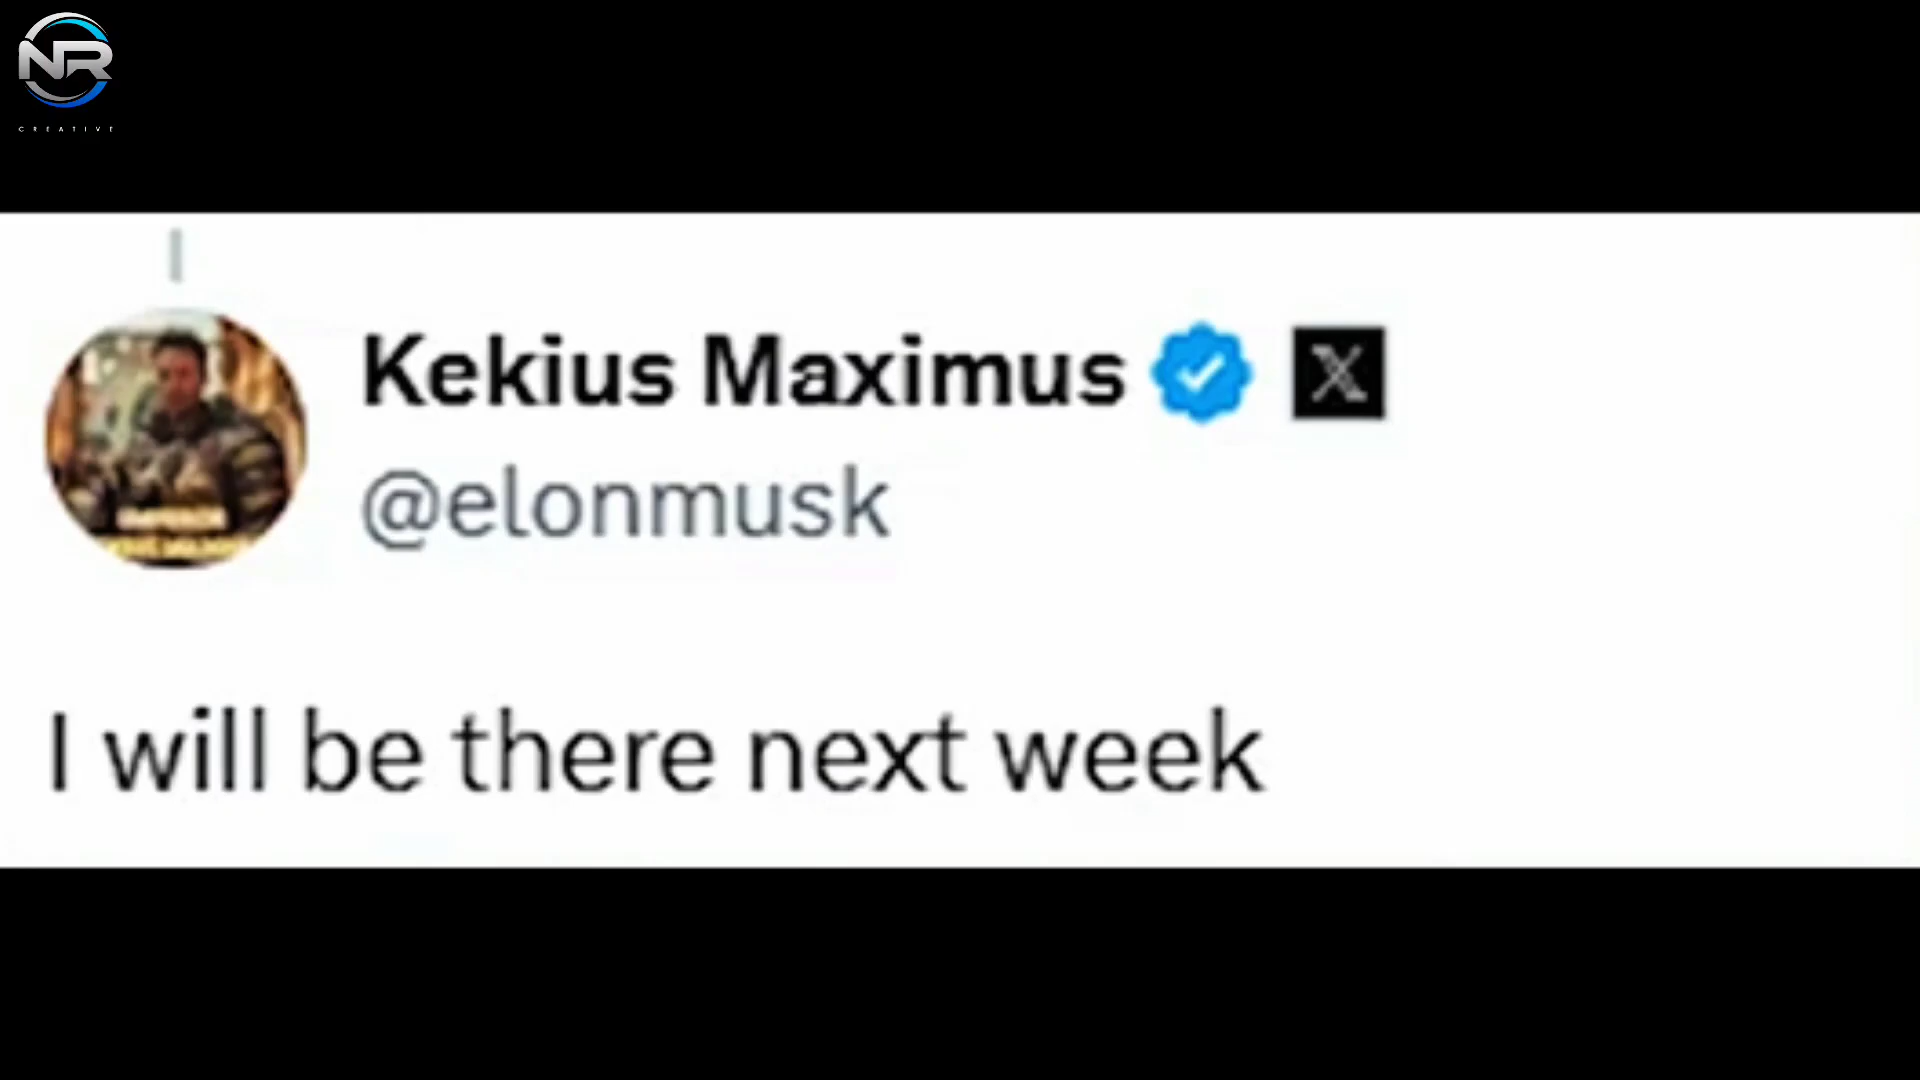 NR
CREATIVE
Kekius Maximus
@elonmusk
I will be there next week